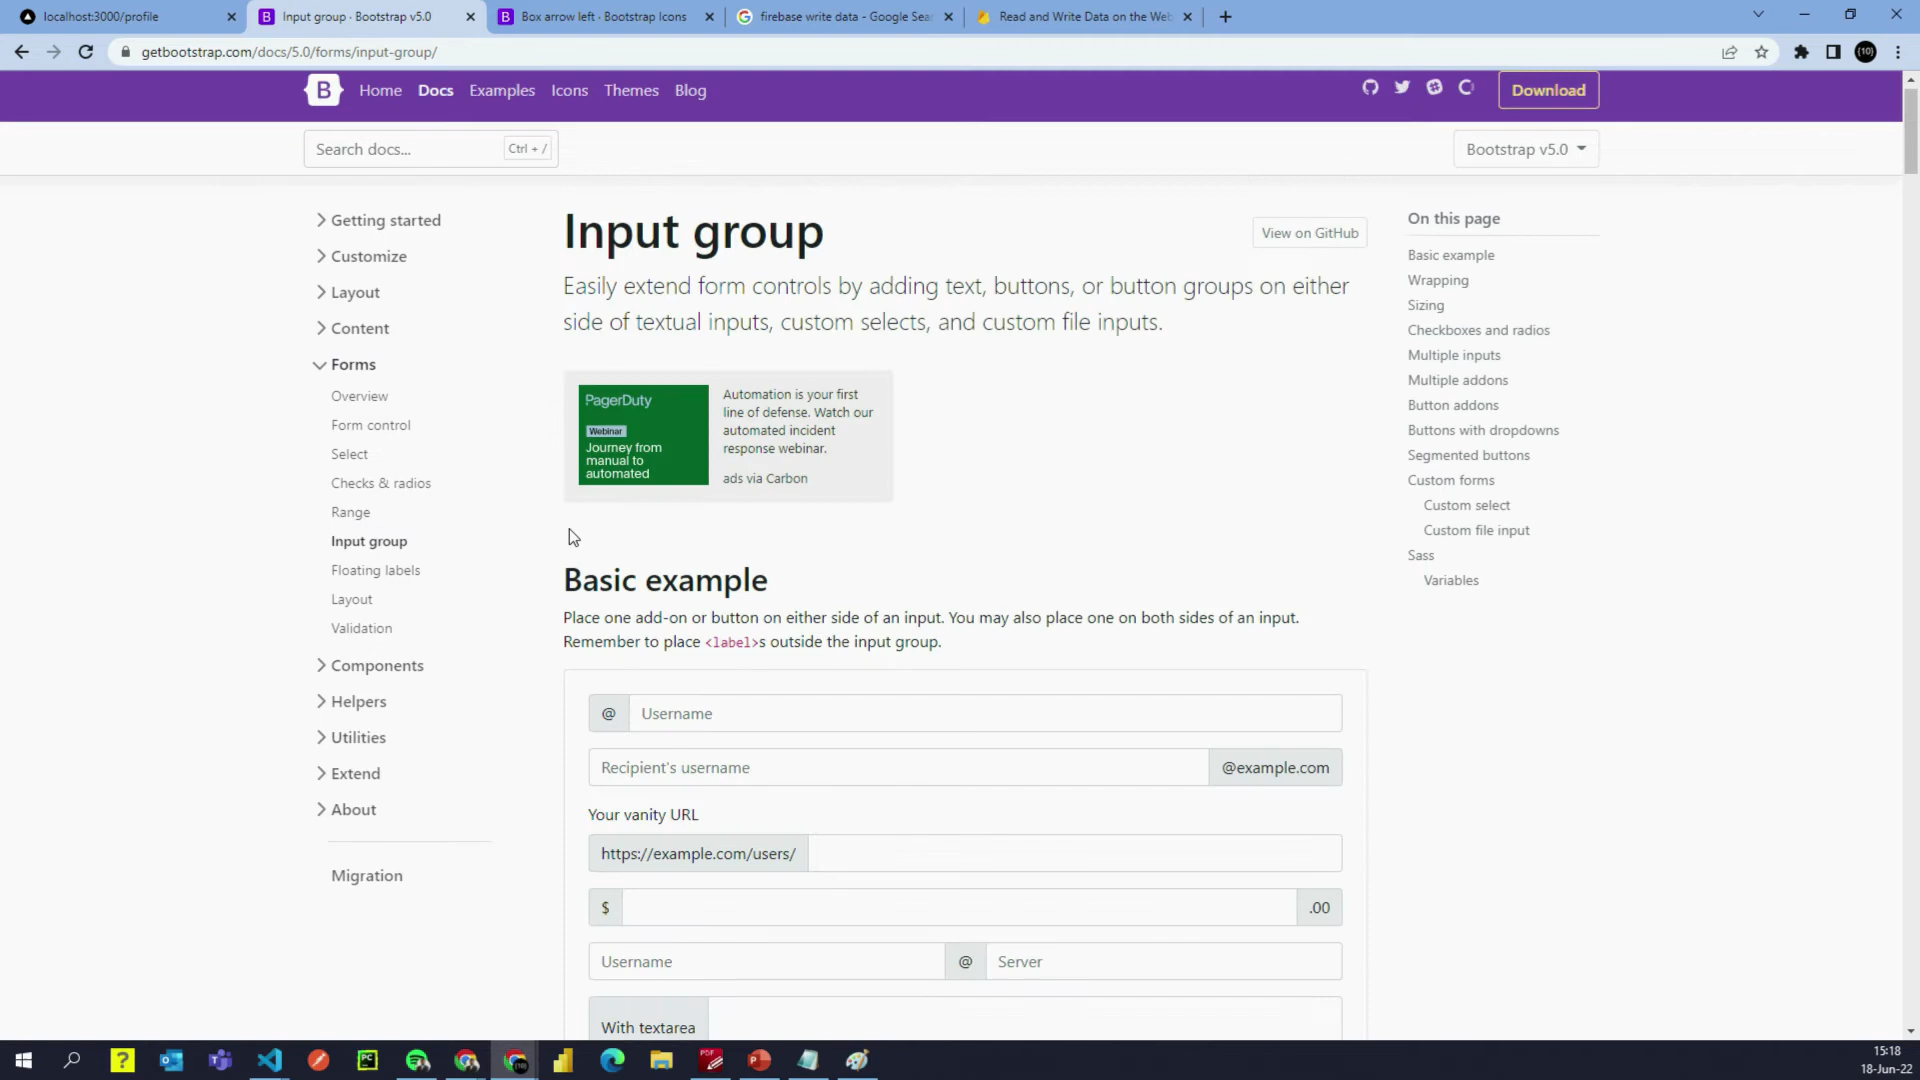 localhost:3000/profile
Input group · Bootstrap v5.0
Box arrow left · Bootstrap Icons
firebase write data - Google Sear
Read and Write Data on the Web
getbootstrap.com/docs/5.0/forms/input-group/
B Home Docs Examples Icons Themes Blog
Download
Search docs... Ctrl + /
Bootstrap v5.0
Getting started
Customize
Layout
Content
Forms
Overview
Form control
Select
Checks & radios
Range
Input group
Floating labels
Layout
Validation
Components
Helpers
Utilities
Extend
About
Migration
Input group
View on GitHub
Easily extend form controls by adding text, buttons, or button groups on either
side of textual inputs, custom selects, and custom file inputs.
PagerDuty
Webinar
Journey from
manual to
automated
Automation is your first
line of defense. Watch our
automated incident
response webinar.
ads via Carbon
Basic example
Place one add-on or button on either side of an input. You may also place one on both sides of an input.
Remember to place <label>s outside the input group.
@ Username
Recipient's username @example.com
Your vanity URL
https://example.com/users/
$ .00
Username @ Server
With textarea
On this page
Basic example
Wrapping
Sizing
Checkboxes and radios
Multiple inputs
Multiple addons
Button addons
Buttons with dropdowns
Segmented buttons
Custom forms
Custom select
Custom file input
Sass
Variables
15:18
18-Jun-22